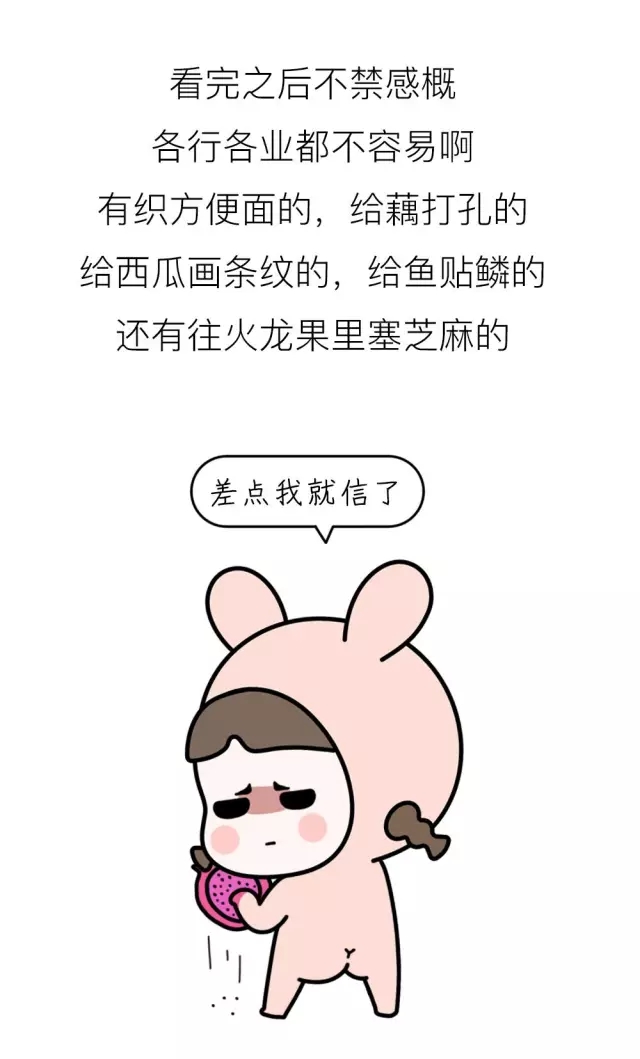 看完之后不禁感概
各行各业都不容易啊
有织方便面的，给藕打孔的
给西瓜画条纹的，给鱼贴鳞的
还有往火龙果里塞芝麻的
差点我就信了